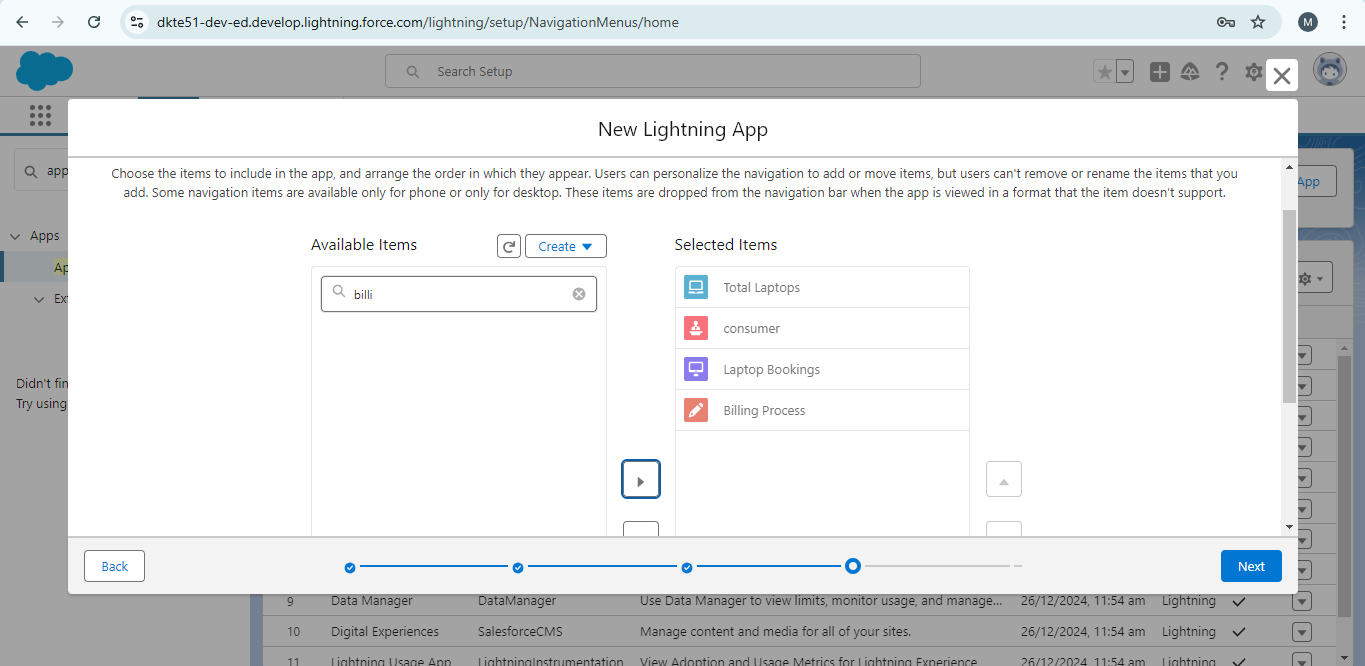 dkte51-dev-ed.develop.lightning.force.com/lightning/setup/NavigationMenus/home
M
Search Setup
New Lightning App
app
App
Choose the items to include in the app, and arrange the order in which they appear. Users can personalize the navigation to add or move items, but users can't remove or rename the items that you
add. Some navigation items are available only for phone or only for desktop. These items are dropped from the navigation bar when the app is viewed in a format that the item doesn't support.
Apps
Ap
Ext
Available Items
Create
Selected Items
billi
Total Laptops
consumer
Laptop Bookings
Billing Process
Didn't fin
Try using
Back
Next
9 Data Manager DataManager Use Data Manager to view limits, monitor usage, and manage... 26/12/2024, 11:54 am Lightning
10 Digital Experiences SalesforceCMS Manage content and media for all of your sites. 26/12/2024, 11:54 am Lightning
11 Lightning Usage App LightningInstrumentation View Adoption and Usage Metrics for Lightning Experience 26/12/2024, 11:54 am Lightning